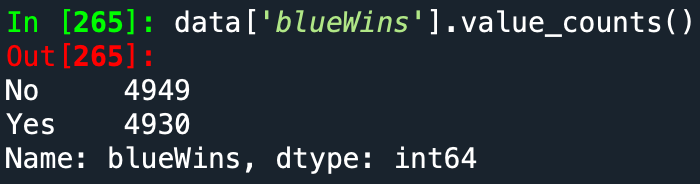 In [265]: data['blueWins'].value_counts()
Out[265]:
No     4949
Yes    4930
Name: blueWins, dtype: int64